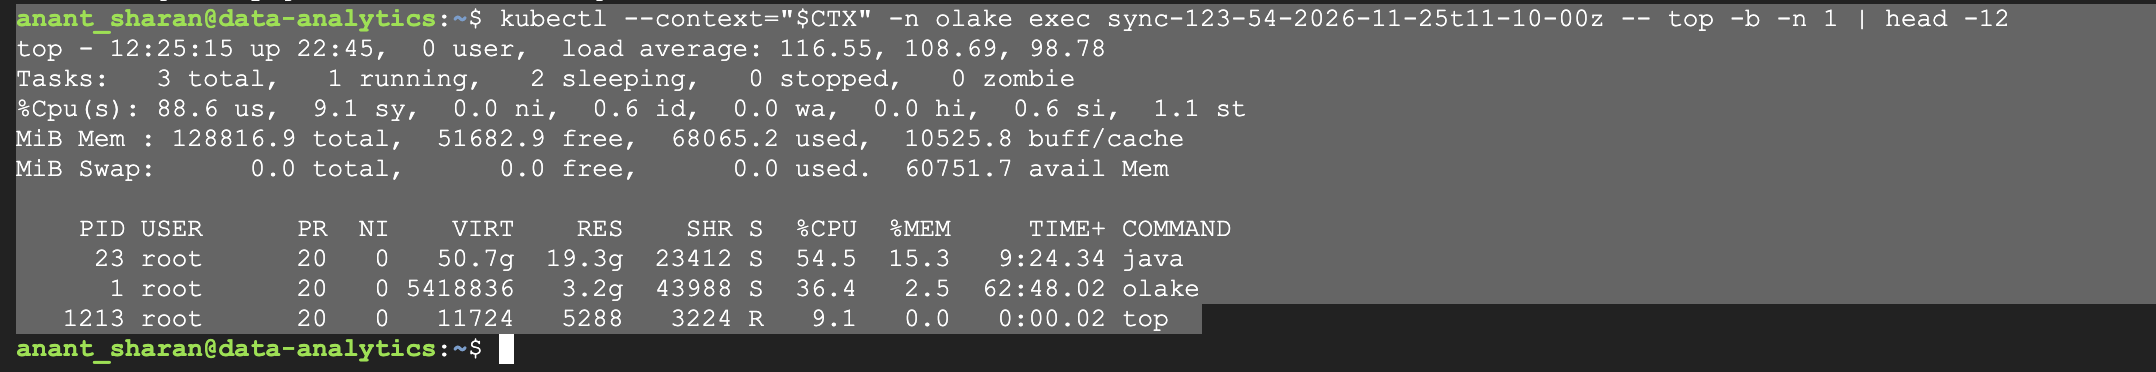 anant_sharan@data-analytics:~$ kubectl --context="$CTX" -n olake exec sync-123-54-2026-11-25t11-10-00z -- top -b -n 1 | head -12
top - 12:25:15 up 22:45,  0 user,  load average: 116.55, 108.69, 98.78
Tasks:   3 total,   1 running,   2 sleeping,   0 stopped,   0 zombie
%Cpu(s): 88.6 us,  9.1 sy,  0.0 ni,  0.6 id,  0.0 wa,  0.0 hi,  0.6 si,  1.1 st
MiB Mem : 128816.9 total,  51682.9 free,  68065.2 used,  10525.8 buff/cache
MiB Swap:      0.0 total,      0.0 free,      0.0 used.  60751.7 avail Mem
    PID USER      PR  NI    VIRT    RES    SHR S  %CPU  %MEM     TIME+ COMMAND
     23 root      20   0   50.7g  19.3g  23412 S  54.5  15.3   9:24.34 java
      1 root      20   0 5418836   3.2g  43988 S  36.4   2.5  62:48.02 olake
   1213 root      20   0   11724   5288   3224 R   9.1   0.0   0:00.02 top
anant_sharan@data-analytics:~$